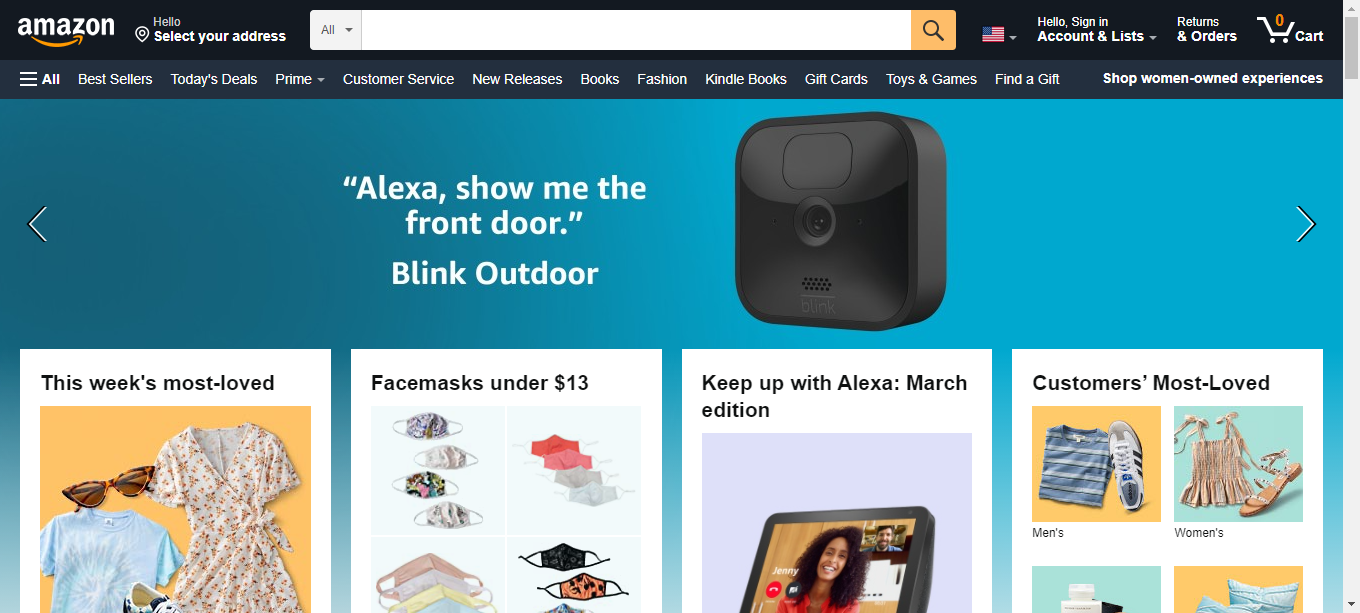 amazon
Hello
Select your address
All
Hello, Sign in
Account & Lists
Returns
& Orders
0
Cart
All
Best Sellers
Today's Deals
Prime
Customer Service
New Releases
Books
Fashion
Kindle Books
Gift Cards
Toys & Games
Find a Gift
Shop women-owned experiences
“Alexa, show me the
front door.”
Blink Outdoor
blink
This week's most-loved
Facemasks under $13
Keep up with Alexa: March
edition
Customers’ Most-Loved
Jenny
Men's
Women's